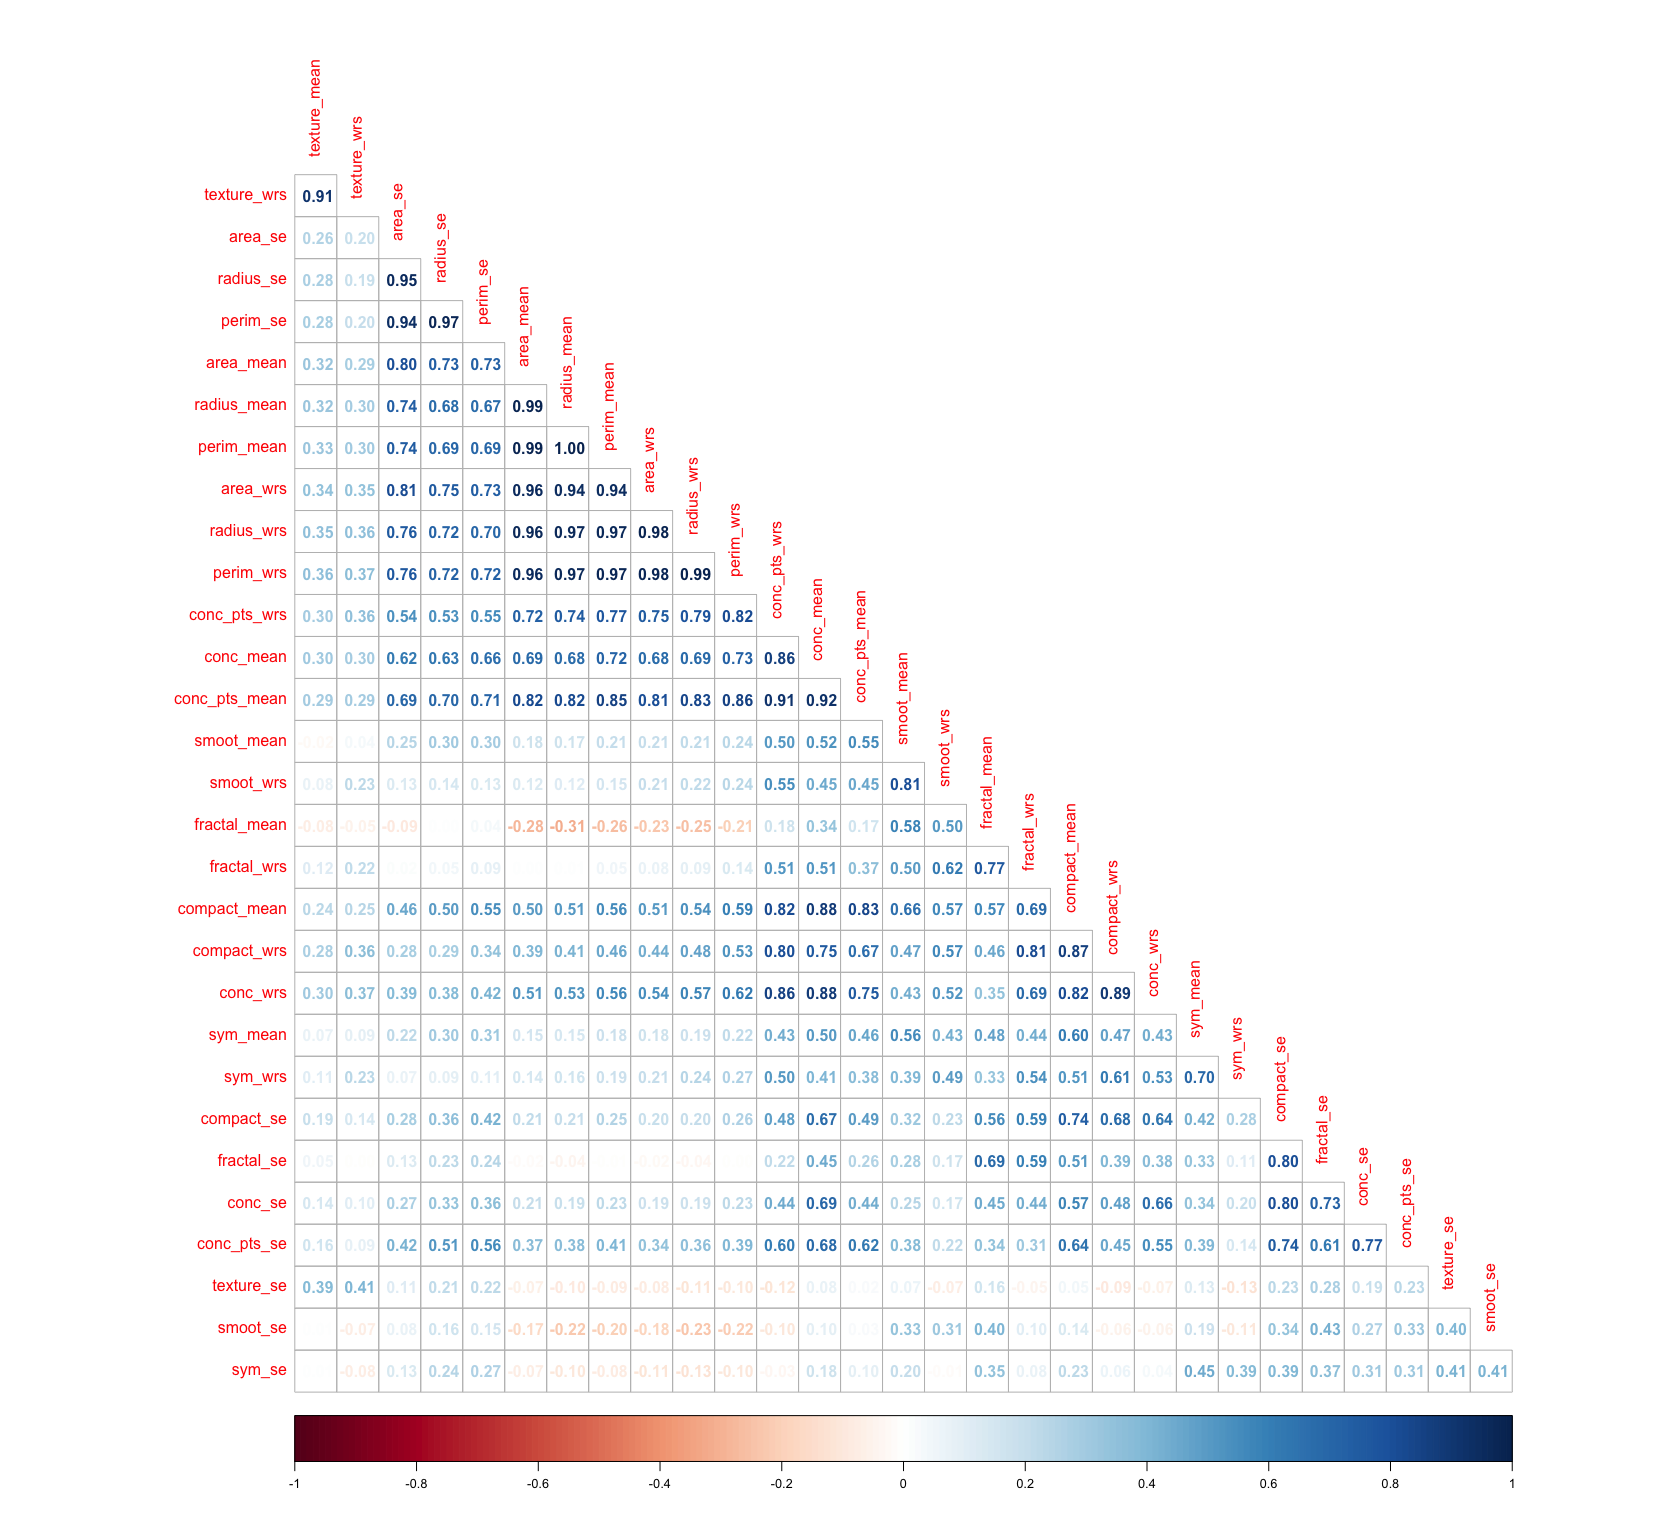 texture_mean
texture_wrs
texture_wrs 0.91
area_se
area_se 0.26 0.20
radius_se
radius_se 0.28 0.19 0.95
perim_se
perim_se 0.28 0.20 0.94 0.97
area_mean
area_mean 0.32 0.29 0.80 0.73 0.73
radius_mean
radius_mean 0.32 0.30 0.74 0.68 0.67 0.99
perim_mean
perim_mean 0.33 0.30 0.74 0.69 0.69 0.99 1.00
area_wrs
area_wrs 0.34 0.35 0.81 0.75 0.73 0.96 0.94 0.94
radius_wrs
radius_wrs 0.35 0.36 0.76 0.72 0.70 0.96 0.97 0.97 0.98
perim_wrs
perim_wrs 0.36 0.37 0.76 0.72 0.72 0.96 0.97 0.97 0.98 0.99
conc_pts_wrs
conc_pts_wrs 0.30 0.36 0.54 0.53 0.55 0.72 0.74 0.77 0.75 0.79 0.82
conc_mean
conc_mean 0.30 0.30 0.62 0.63 0.66 0.69 0.68 0.72 0.68 0.69 0.73 0.86
conc_pts_mean
conc_pts_mean 0.29 0.29 0.69 0.70 0.71 0.82 0.82 0.85 0.81 0.83 0.86 0.91 0.92
smoot_mean
smoot_mean -0.02 0.04 0.25 0.30 0.30 0.18 0.17 0.21 0.21 0.21 0.24 0.50 0.52 0.55
smoot_wrs
smoot_wrs 0.08 0.23 0.13 0.14 0.13 0.12 0.12 0.15 0.21 0.22 0.24 0.55 0.45 0.45 0.81
fractal_mean
fractal_mean -0.08 -0.05 -0.09 0.04 -0.28 -0.31 -0.26 -0.23 -0.25 -0.21 0.18 0.34 0.17 0.58 0.50
fractal_wrs
fractal_wrs 0.12 0.22 0.02 0.05 0.09 0.05 0.08 0.09 0.14 0.51 0.51 0.37 0.50 0.62 0.77
compact_mean
compact_mean 0.24 0.25 0.46 0.50 0.55 0.50 0.51 0.56 0.51 0.54 0.59 0.82 0.88 0.83 0.66 0.57 0.57 0.69
compact_wrs
compact_wrs 0.28 0.36 0.28 0.29 0.34 0.39 0.41 0.46 0.44 0.48 0.53 0.80 0.75 0.67 0.47 0.57 0.46 0.81 0.87
conc_wrs
conc_wrs 0.30 0.37 0.39 0.38 0.42 0.51 0.53 0.56 0.54 0.57 0.62 0.86 0.88 0.75 0.43 0.52 0.35 0.69 0.82 0.89
sym_mean
sym_mean 0.07 0.09 0.22 0.30 0.31 0.15 0.15 0.18 0.18 0.19 0.22 0.43 0.50 0.46 0.56 0.43 0.48 0.44 0.60 0.47 0.43
sym_wrs
sym_wrs 0.11 0.23 0.07 0.09 0.11 0.14 0.16 0.19 0.21 0.24 0.27 0.50 0.41 0.38 0.39 0.49 0.33 0.54 0.51 0.61 0.53 0.70
compact_se
compact_se 0.19 0.14 0.28 0.36 0.42 0.21 0.21 0.25 0.20 0.20 0.26 0.48 0.67 0.49 0.32 0.23 0.56 0.59 0.74 0.68 0.64 0.42 0.28
fractal_se
fractal_se 0.05 0.13 0.23 0.24 -0.02 -0.04 -0.02 -0.04 0.22 0.45 0.26 0.28 0.17 0.69 0.59 0.51 0.39 0.38 0.33 0.11 0.80
conc_se
conc_se 0.14 0.10 0.27 0.33 0.36 0.21 0.19 0.23 0.19 0.19 0.23 0.44 0.69 0.44 0.25 0.17 0.45 0.44 0.57 0.48 0.66 0.34 0.20 0.80 0.73
conc_pts_se
conc_pts_se 0.16 0.09 0.42 0.51 0.56 0.37 0.38 0.41 0.34 0.36 0.39 0.60 0.68 0.62 0.38 0.22 0.34 0.31 0.64 0.45 0.55 0.39 0.14 0.74 0.61 0.77
texture_se
texture_se 0.39 0.41 0.11 0.21 0.22 -0.07 -0.10 -0.09 -0.08 -0.11 -0.10 -0.12 0.08 0.02 0.07 -0.07 0.16 -0.05 0.05 -0.09 -0.07 0.13 -0.13 0.23 0.28 0.19 0.23
smoot_se
smoot_se -0.07 0.08 0.16 0.15 -0.17 -0.22 -0.20 -0.18 -0.23 -0.22 -0.10 0.10 0.03 0.33 0.31 0.40 0.10 0.14 -0.06 -0.06 0.19 -0.11 0.34 0.43 0.27 0.33 0.40
sym_se -0.08 0.13 0.24 0.27 -0.07 -0.10 -0.08 -0.11 -0.13 -0.10 -0.03 0.18 0.10 0.20 -0.01 0.35 0.08 0.23 0.06 0.04 0.45 0.39 0.39 0.37 0.31 0.31 0.41 0.41
-1 -0.8 -0.6 -0.4 -0.2 0 0.2 0.4 0.6 0.8 1